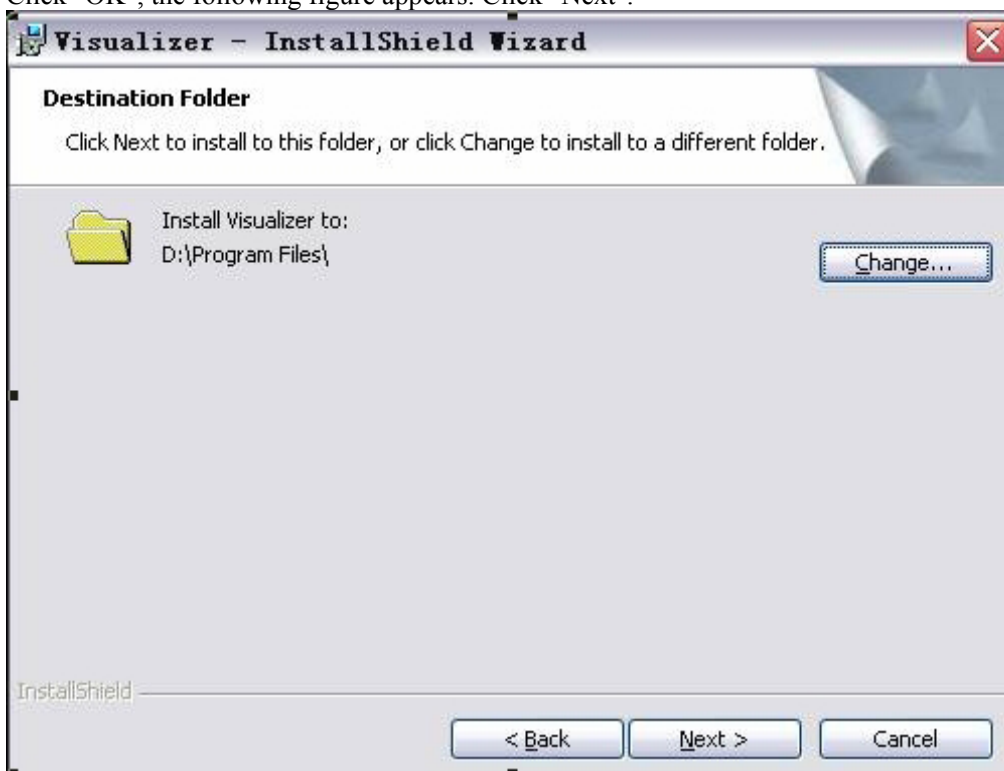 Click “OK”, the following figure appears. Click “Next”.
Visualizer - InstallShield Wizard
Destination Folder
Click Next to install to this folder, or click Change to install to a different folder.
Install Visualizer to:
D:\Program Files\
Change...
InstallShield
< Back
Next >
Cancel